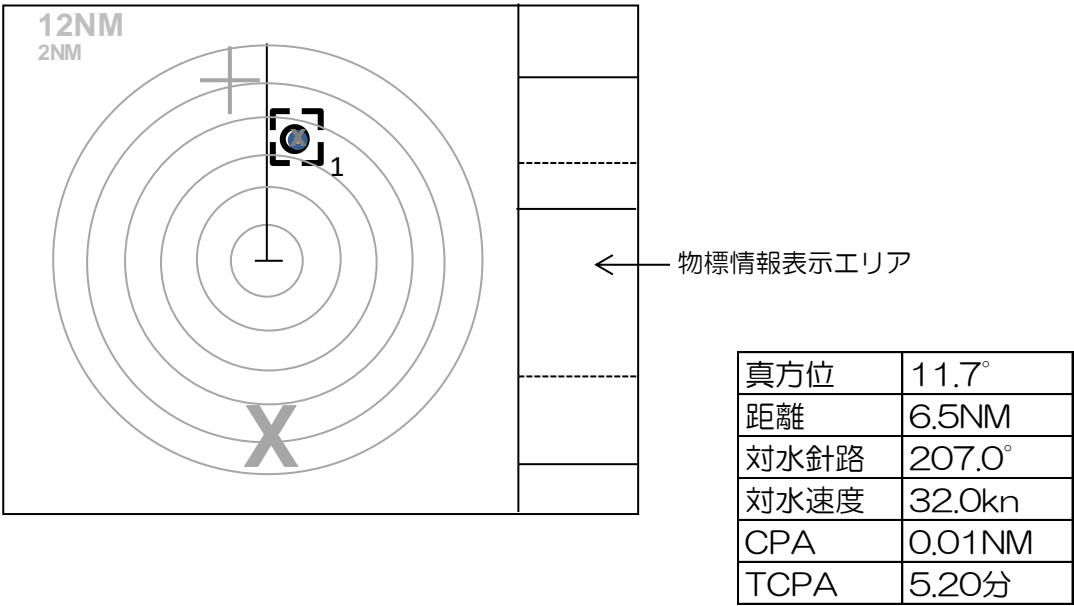 12NM
2NM
X
1
X
物標情報表示エリア
真方位 11.7°
距離 6.5NM
対水針路 207.0°
対水速度 32.0kn
CPA 0.01NM
TCPA 5.20分